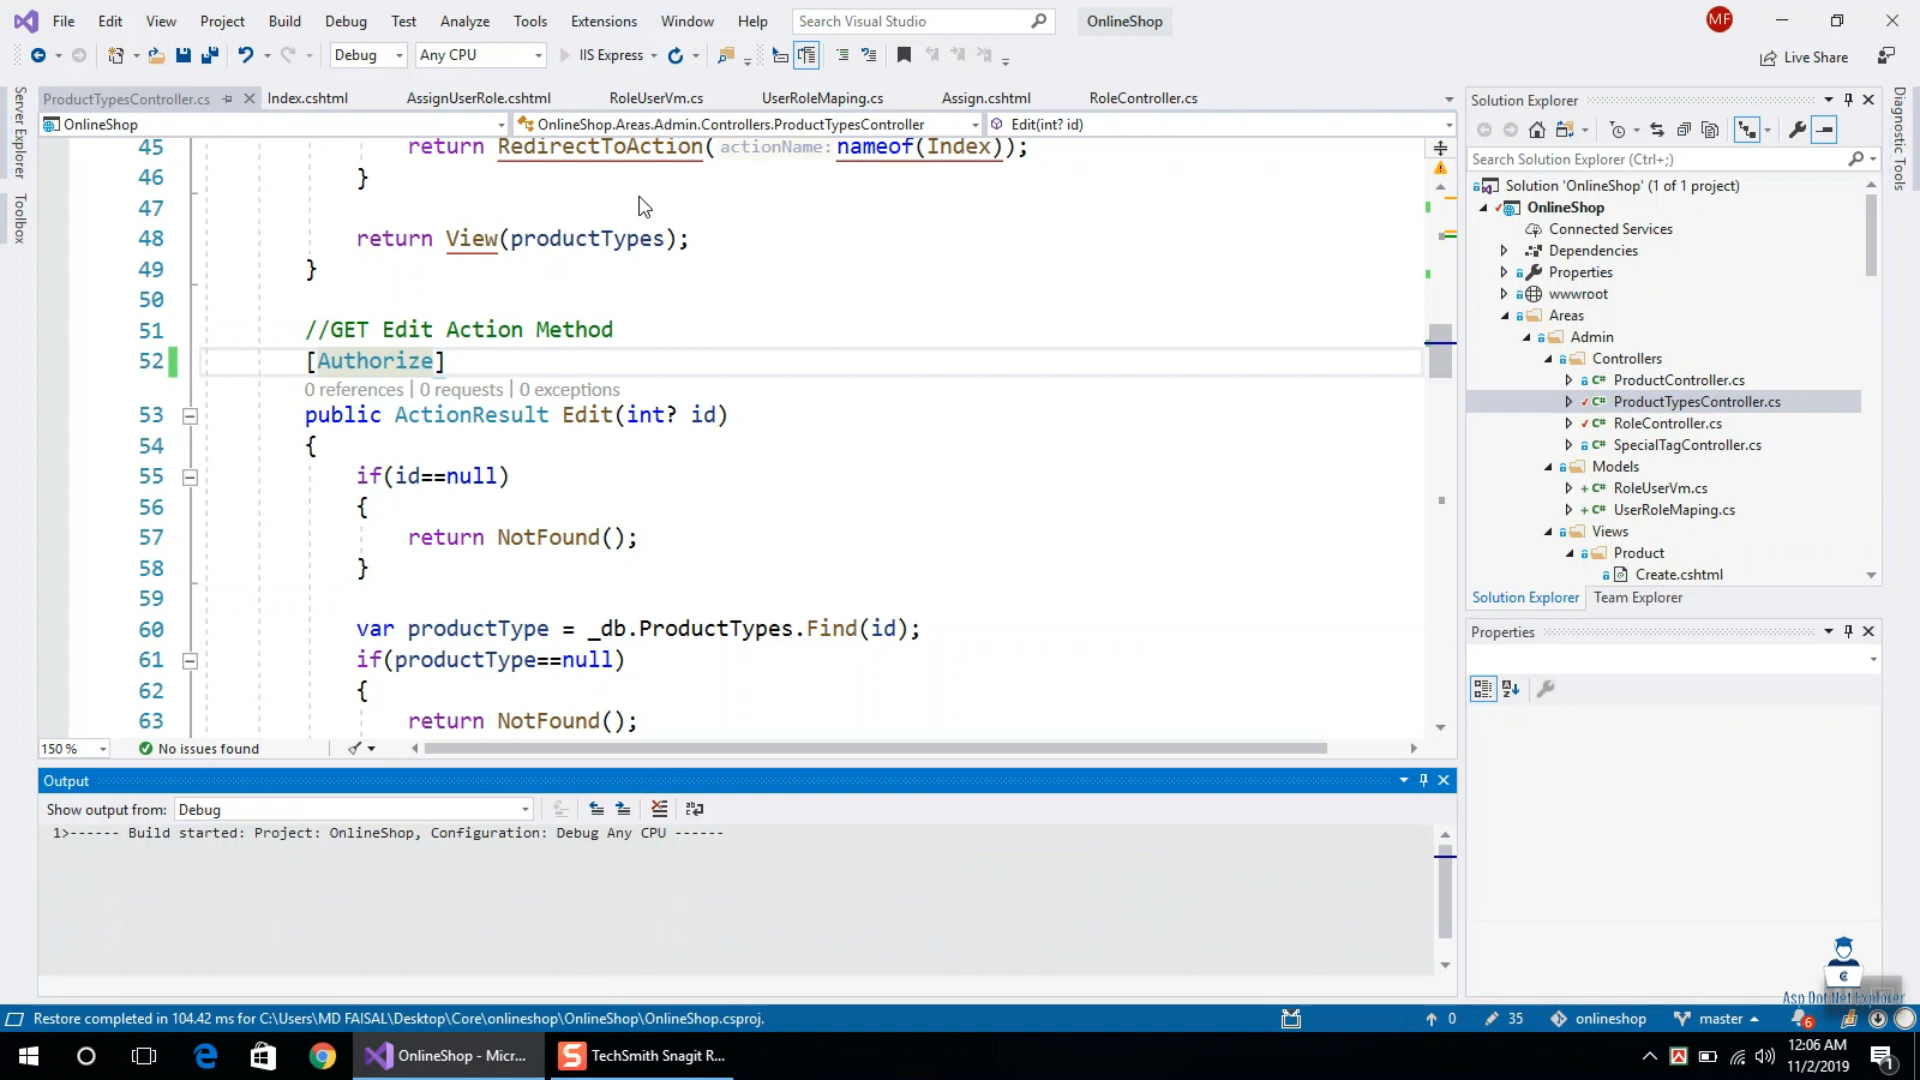 File Edit View Project Build Debug Test Analyze Tools Extensions Window Help Search Visual Studio OnlineShop MF
Debug Any CPU IIS Express Live Share
Server Explorer
Toolbox
ProductTypesController.cs Index.cshtml AssignUserRole.cshtml RoleUserVm.cs UserRoleMaping.cs Assign.cshtml RoleController.cs
OnlineShop OnlineShop.Areas.Admin.Controllers.ProductTypesController Edit(int? id)
45 return RedirectToAction(actionName:nameof(Index));
46 }
47
48 return View(productTypes);
49 }
50
51 //GET Edit Action Method
52 [Authorize]
0 references | 0 requests | 0 exceptions
53 public ActionResult Edit(int? id)
54 {
55 if(id==null)
56 {
57 return NotFound();
58 }
59
60 var productType = _db.ProductTypes.Find(id);
61 if(productType==null)
62 {
63 return NotFound();
150 % No issues found
Output
Show output from: Debug
1>------ Build started: Project: OnlineShop, Configuration: Debug Any CPU ------
Solution Explorer
Search Solution Explorer (Ctrl+;)
Solution 'OnlineShop' (1 of 1 project)
OnlineShop
Connected Services
Dependencies
Properties
wwwroot
Areas
Admin
Controllers
C# ProductController.cs
C# ProductTypesController.cs
C# RoleController.cs
C# SpecialTagController.cs
Models
C# RoleUserVm.cs
C# UserRoleMaping.cs
Views
Product
Create.cshtml
Solution Explorer Team Explorer
Properties
Diagnostic Tools
Asp Dot Net Explorer
Restore completed in 104.42 ms for C:\Users\MD FAISAL\Desktop\Core\onlineshop\OnlineShop\OnlineShop.csproj. 0 35 onlineshop master 6
OnlineShop - Micr... S TechSmith Snagit R...
12:06 AM
11/2/2019
1